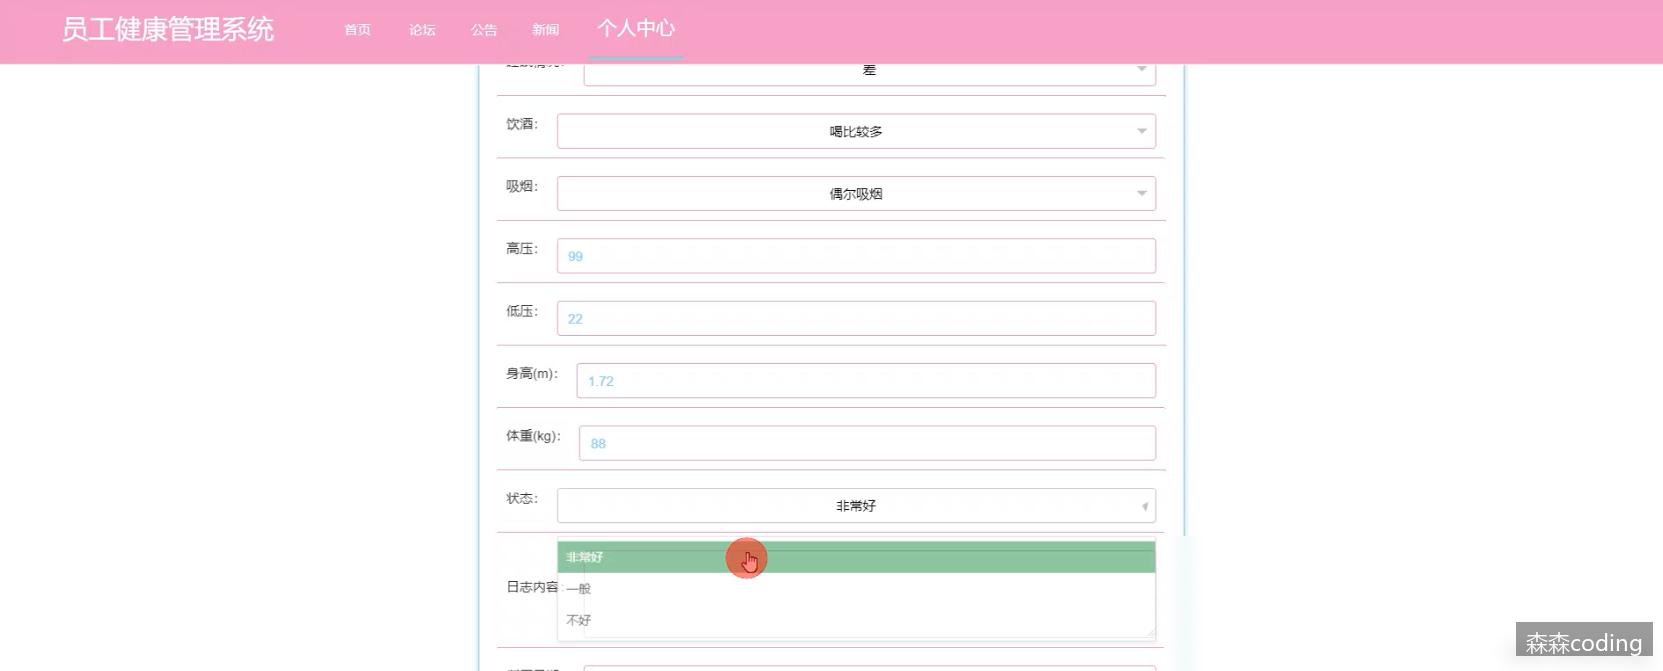 员工健康管理系统
首页
论坛
公告
新闻
个人中心
差
饮酒：
喝比较多
吸烟：
偶尔吸烟
高压：
99
低压：
22
身高(m)：
1.72
体重(kg)：
88
状态：
非常好
非常好
日志内容：
一般
不好
森森coding